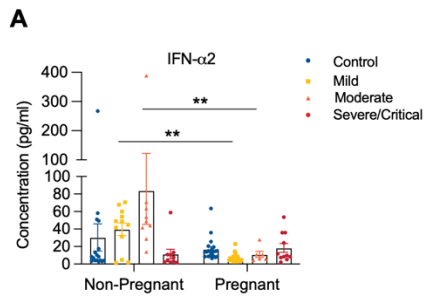 A
IFN-α2
Concentration (pg/ml)
400
300
200
100
100
80
60
40
20
0
**
**
Non-Pregnant
Pregnant
Control
Mild
Moderate
Severe/Critical